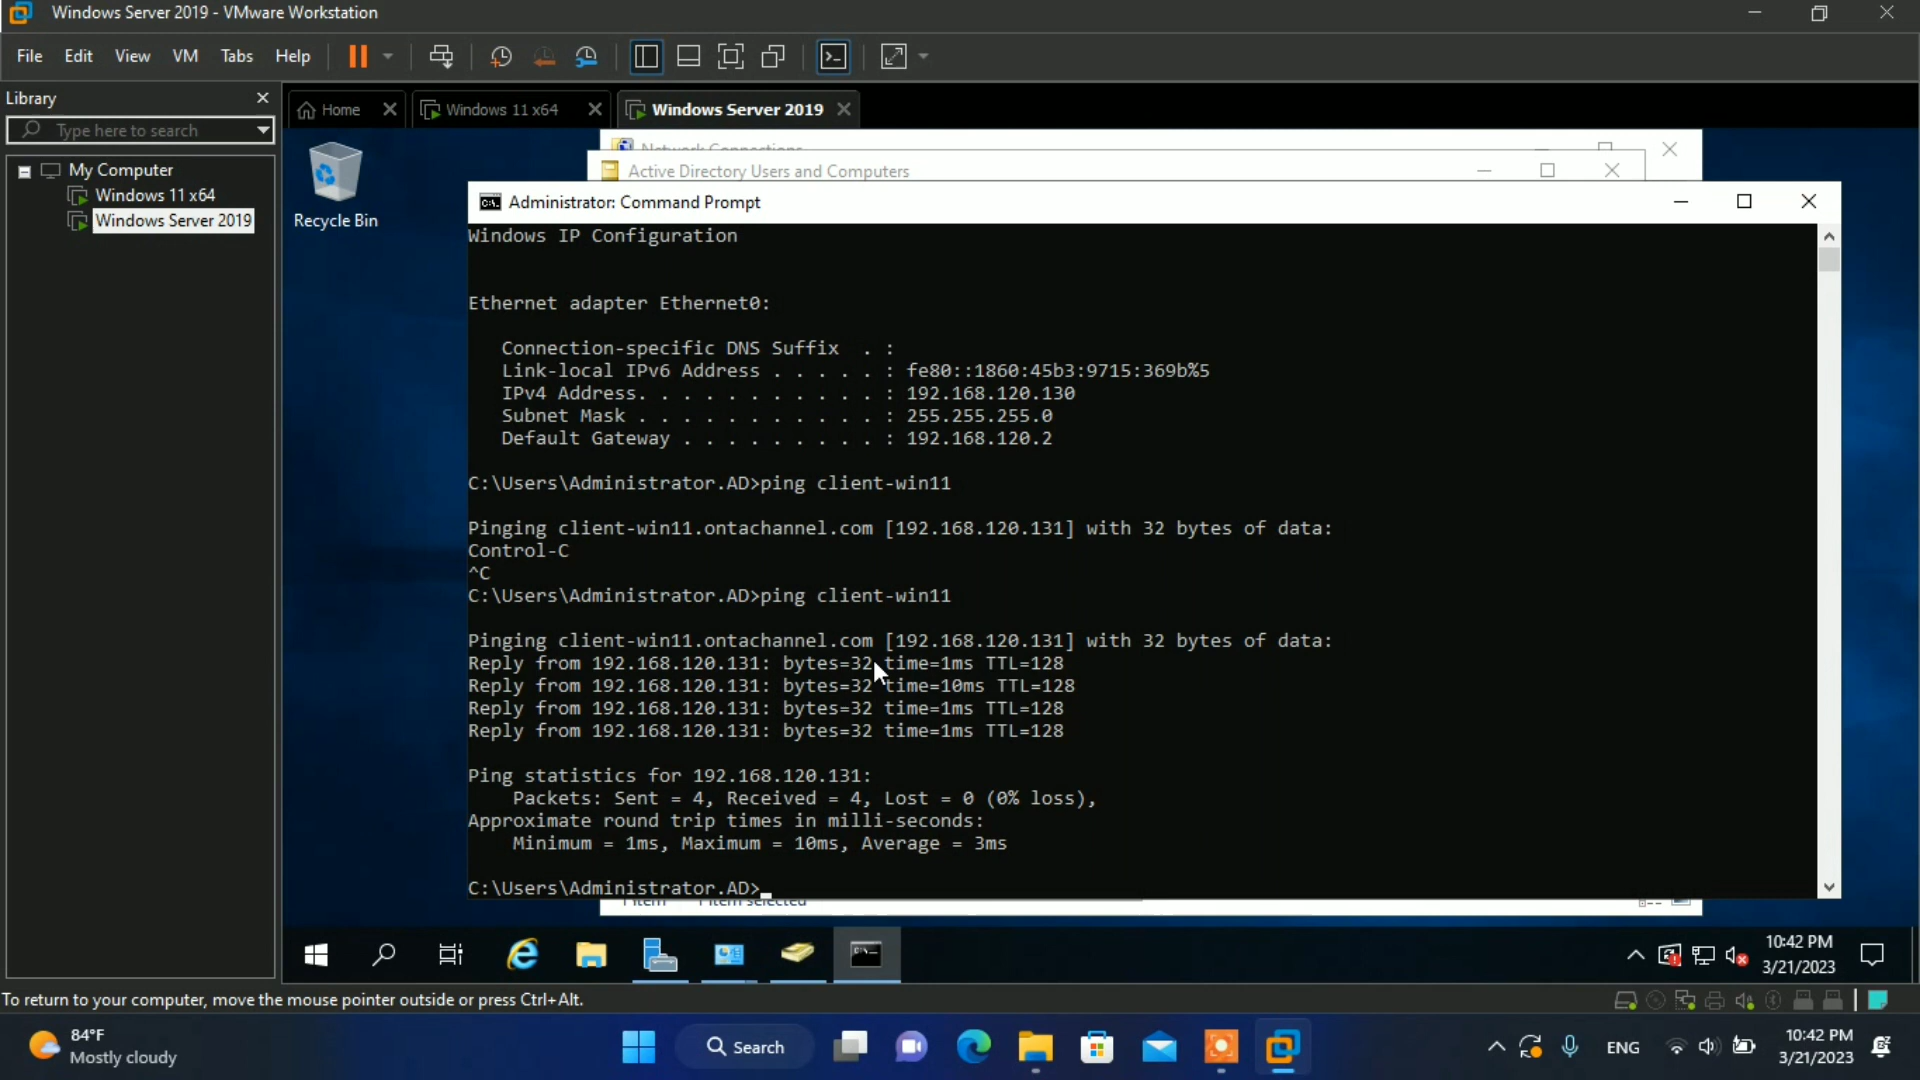 Windows Server 2019 - VMware Workstation
File Edit View VM Tabs Help
Library
Type here to search
My Computer
Windows 11 x64
Windows Server 2019
Home
Windows 11 x64
Windows Server 2019
Recycle Bin
Network Connections
Active Directory Users and Computers
Administrator: Command Prompt
Windows IP Configuration
Ethernet adapter Ethernet0:
Connection-specific DNS Suffix . :
Link-local IPv6 Address . . . . . : fe80::1860:45b3:9715:369b%5
IPv4 Address. . . . . . . . . . . : 192.168.120.130
Subnet Mask . . . . . . . . . . . : 255.255.255.0
Default Gateway . . . . . . . . . : 192.168.120.2
C:\Users\Administrator.AD>ping client-win11
Pinging client-win11.ontachannel.com [192.168.120.131] with 32 bytes of data:
Control-C
^C
C:\Users\Administrator.AD>ping client-win11
Pinging client-win11.ontachannel.com [192.168.120.131] with 32 bytes of data:
Reply from 192.168.120.131: bytes=32 time=1ms TTL=128
Reply from 192.168.120.131: bytes=32 time=10ms TTL=128
Reply from 192.168.120.131: bytes=32 time=1ms TTL=128
Reply from 192.168.120.131: bytes=32 time=1ms TTL=128
Ping statistics for 192.168.120.131:
Packets: Sent = 4, Received = 4, Lost = 0 (0% loss),
Approximate round trip times in milli-seconds:
Minimum = 1ms, Maximum = 10ms, Average = 3ms
C:\Users\Administrator.AD>
1 item 1 item selected
10:42 PM
3/21/2023
To return to your computer, move the mouse pointer outside or press Ctrl+Alt.
84°F
Mostly cloudy
Search
ENG
10:42 PM
3/21/2023